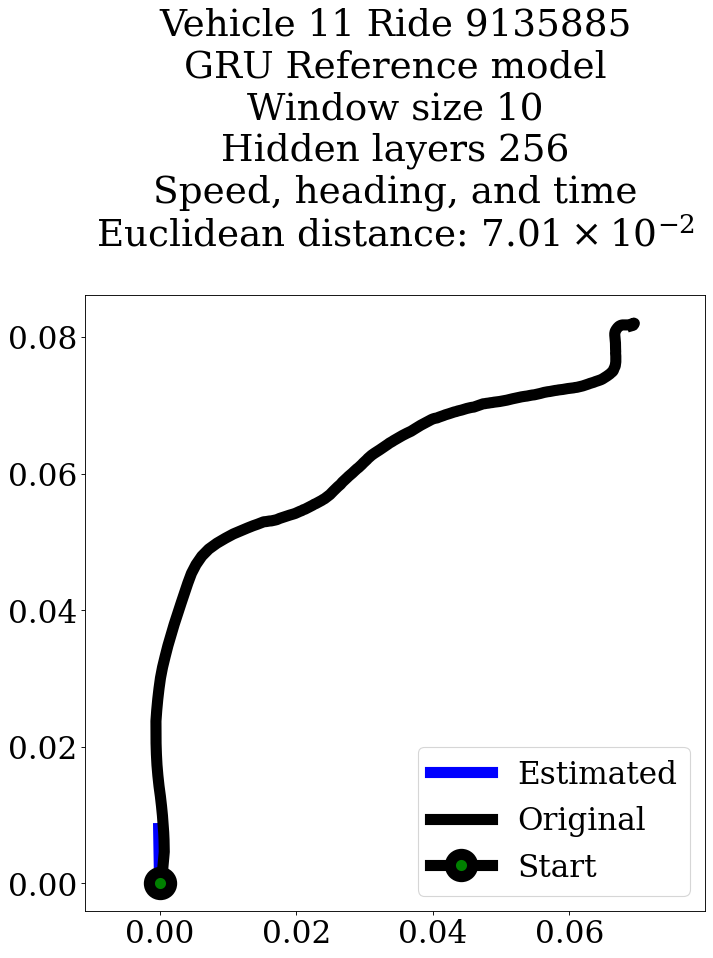 Vehicle 11 Ride 9135885
GRU Reference model
Window size 10
Hidden layers 256
Speed, heading, and time
Euclidean distance: 7.01 × 10⁻²
0.08
0.06
0.04
0.02
0.00
Estimated
Original
Start
0.00 0.02 0.04 0.06